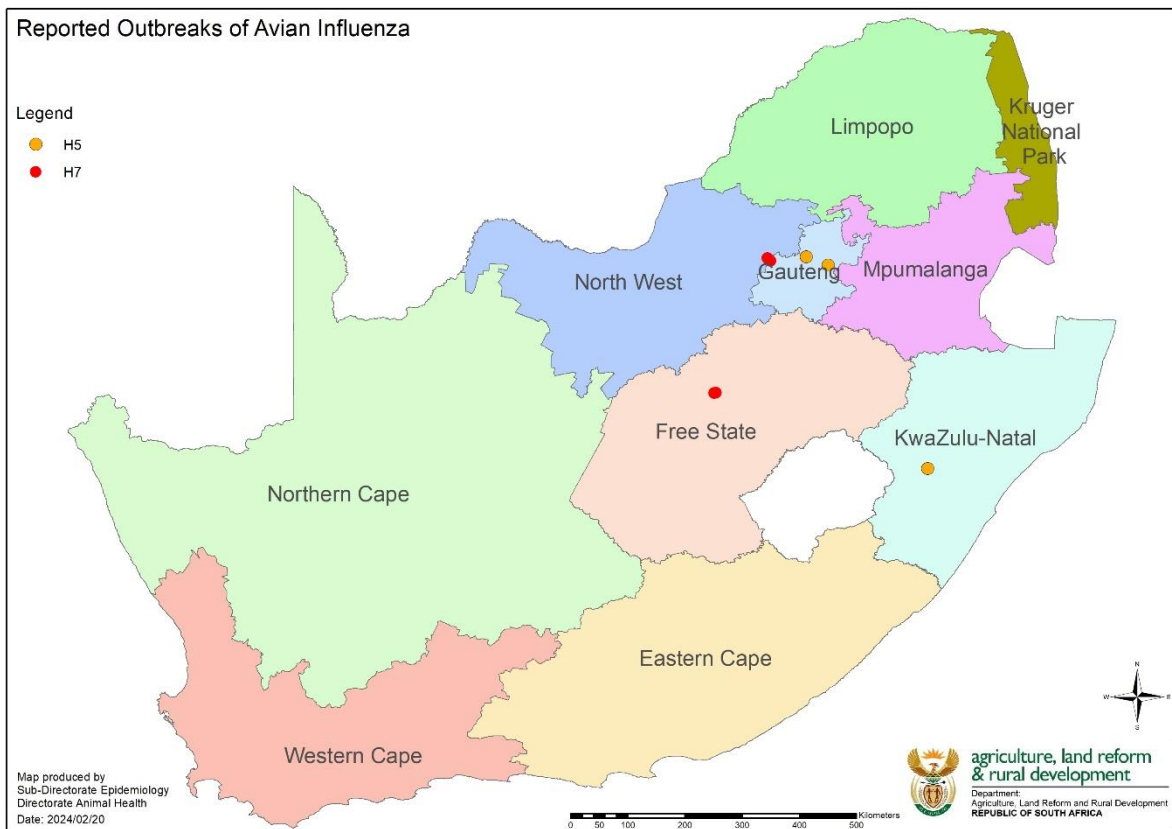 Reported Outbreaks of Avian Influenza
Legend
H5
H7
Limpopo
Kruger
National
Park
North West
Gauteng
Mpumalanga
Free State
KwaZulu-Natal
Northern Cape
Eastern Cape
Western Cape
N
W
E
S
Map produced by
Sub-Directorate Epidemiology
Directorate Animal Health
Date: 2024/02/20
Kilometers
0 50 100 200 300 400 500
agriculture, land reform
& rural development
Department:
Agriculture, Land Reform and Rural Development
REPUBLIC OF SOUTH AFRICA